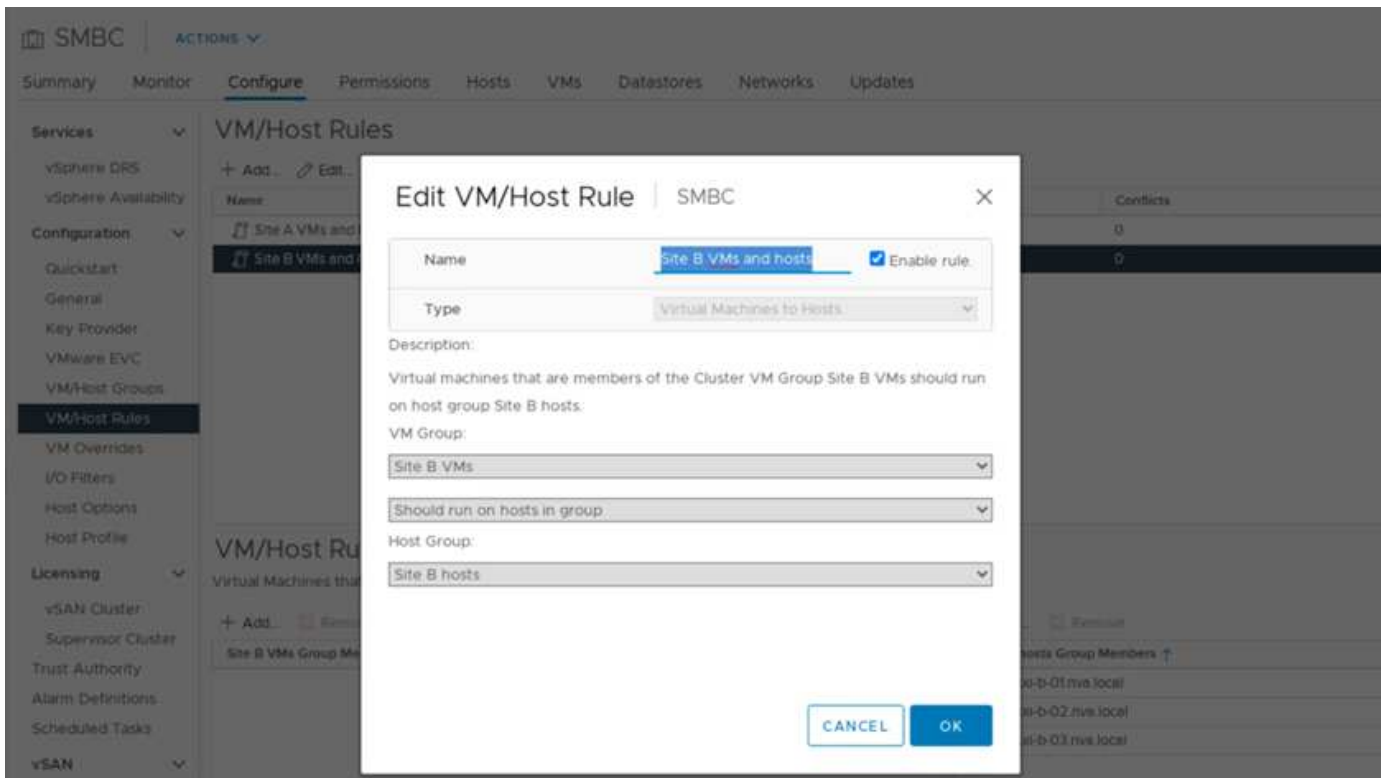 SMBC ACTIONS
Summary Monitor Configure Permissions Hosts VMs Datastores Networks Updates
Services
vSphere DRS
vSphere Availability
Configuration
Quickstart
General
Key Provider
VMware EVC
VM/Host Groups
VM/Host Rules
VM Overrides
I/O Filters
Host Options
Host Profile
Licensing
vSAN Cluster
Supervisor Cluster
Trust Authority
Alarm Definitions
Scheduled Tasks
vSAN
VM/Host Rules
+ Add... Edit...
Name Conflicts
Site A VMs and 0
Site B VMs and 0
Edit VM/Host Rule SMBC
Name Site B VMs and hosts Enable rule.
Type Virtual Machines to Hosts
Description:
Virtual machines that are members of the Cluster VM Group Site B VMs should run
on host group Site B hosts.
VM Group:
Site B VMs
Should run on hosts in group
Host Group:
Site B hosts
CANCEL OK
VM/Host Ru
Virtual Machines that
+ Add... Remove
Site B VMs Group Me hosts Group Members
xi-b-01.nva.local
xi-b-02.nva.local
xi-b-03.nva.local